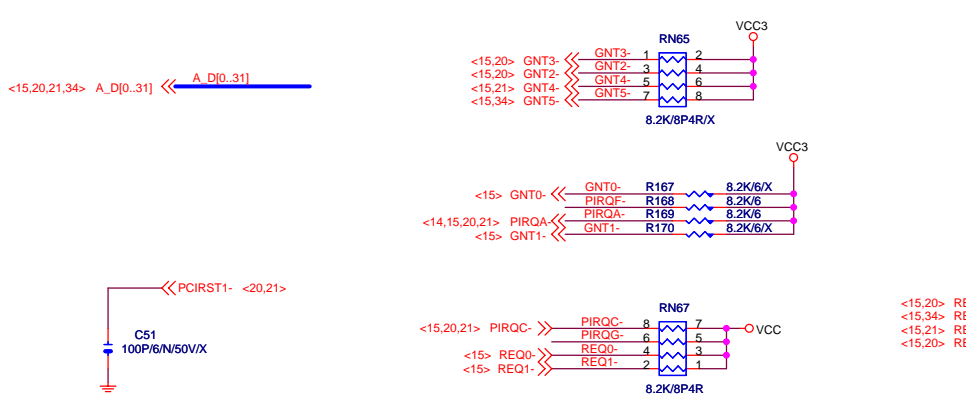 VCC3
RN65
<15,20,21,34> A_D[0..31] A_D[0..31]
<15,20> GNT3- GNT3- 1 2
<15,20> GNT2- GNT2- 3 4
<15,21> GNT4- GNT4- 5 6
<15,34> GNT5- GNT5- 7 8
8.2K/8P4R/X
VCC3
<15> GNT0- GNT0- R167 8.2K/6/X
PIRQF- R168 8.2K/6
<14,15,20,21> PIRQA- PIRQA- R169 8.2K/6
<15> GNT1- GNT1- R170 8.2K/6/X
PCIRST1- <20,21>
C51
100P/6/N/50V/X
RN67
<15,20,21> PIRQC- PIRQC- 8 7 VCC
PIRQG- 6 5
<15> REQ0- REQ0- 4 3
<15> REQ1- REQ1- 2 1
8.2K/8P4R
<15,20>
<15,34>
<15,21>
<15,20>